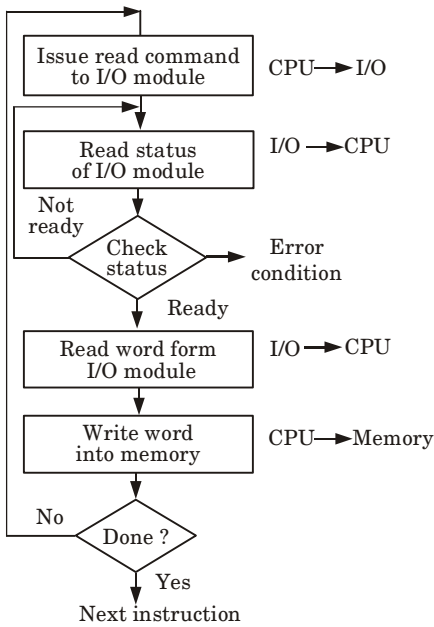 Issue read command
to I/O module
CPU → I/O
Read status
of I/O module
I/O → CPU
Not
ready
Check
status
Error
condition
Ready
Read word form
I/O module
I/O → CPU
Write word
into memory
CPU → Memory
No
Done ?
Yes
Next instruction